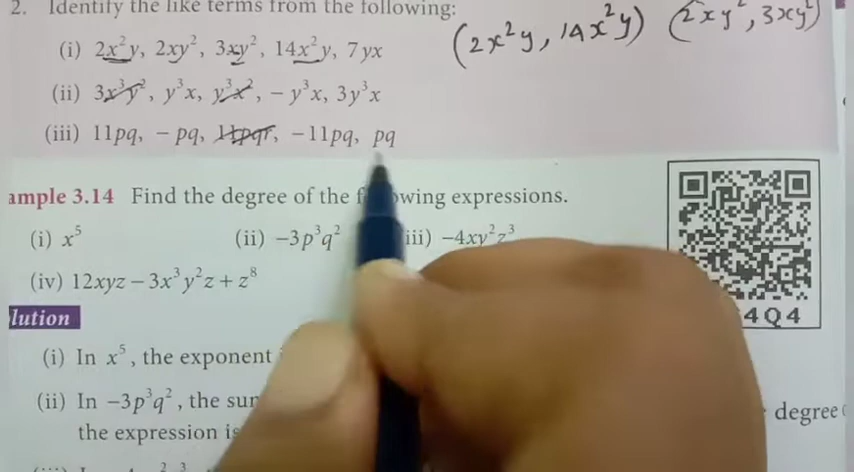 2. Identify the like terms from the following:
(2x²y, 14x²y) (2xy², 3xy²)
(i) 2x²y, 2xy², 3xy², 14x²y, 7yx
(ii) 3x³y², y³x, y³x², − y³x, 3y³x
(iii) 11pq, − pq, 11pqr, −11pq, pq
ample 3.14 Find the degree of the f owing expressions.
(i) x⁵ (ii) −3p³q² iii) −4xy²z³
(iv) 12xyz − 3x³y²z + z⁸
4Q4
lution
(i) In x⁵, the exponent
(ii) In −3p³q², the sur degree
the expression is